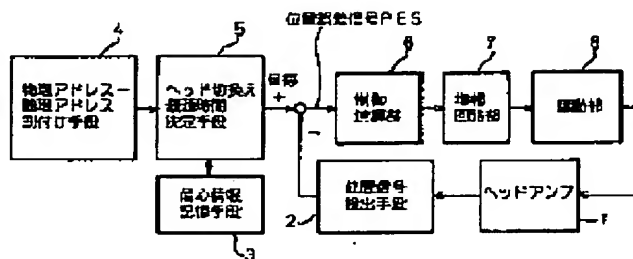 4
5
位置誤差信号PES
6
7
8
物理アドレス－
論理アドレス
割付け手段
ヘッド切換え
最適時間
決定手段
目標
+
−
制御
演算部
増幅
回路部
駆動部
偏心情報
記憶手段
3
2
位置信号
検出手段
ヘッドアンプ
F